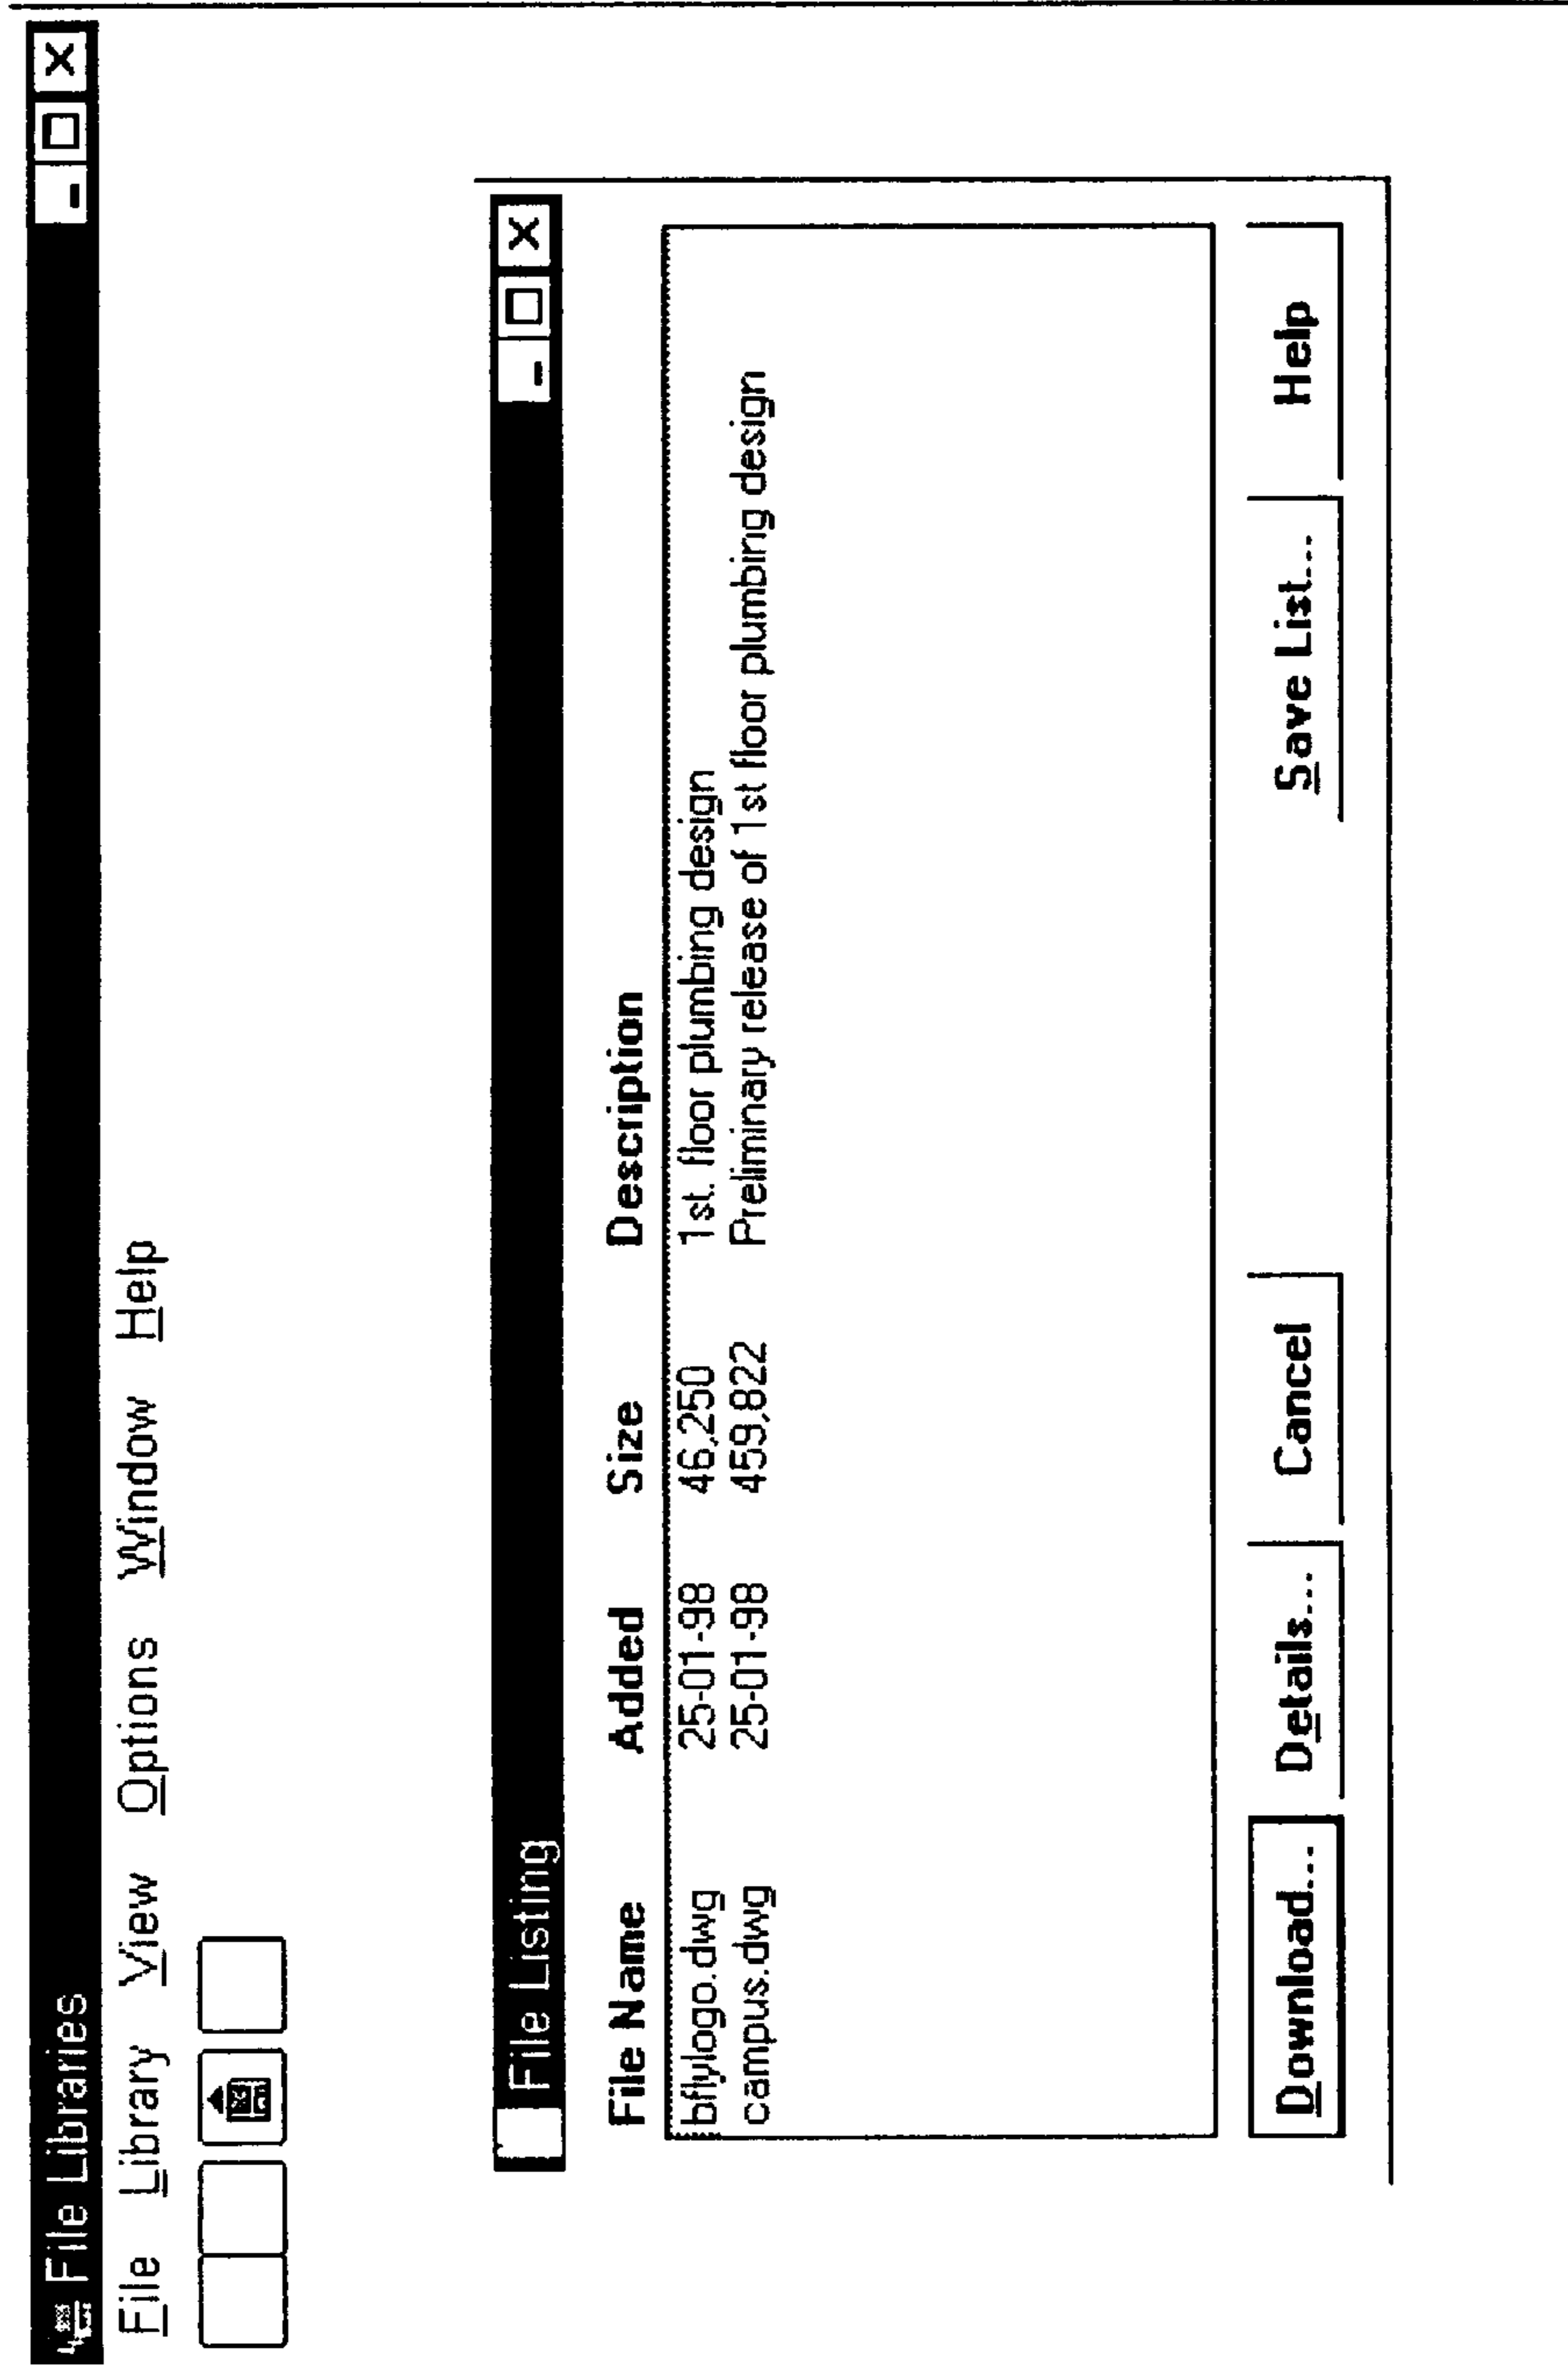 File Libraries
File Library View Options Window Help
File Listing
File Name Added Size Description
bflylogo.dwg 25-01-98 46,250 1st. floor plumbing design
campus.dwg 25-01-98 459,822 Preliminary release of 1st floor plumbing design
Download... Details... Cancel Save List... Help